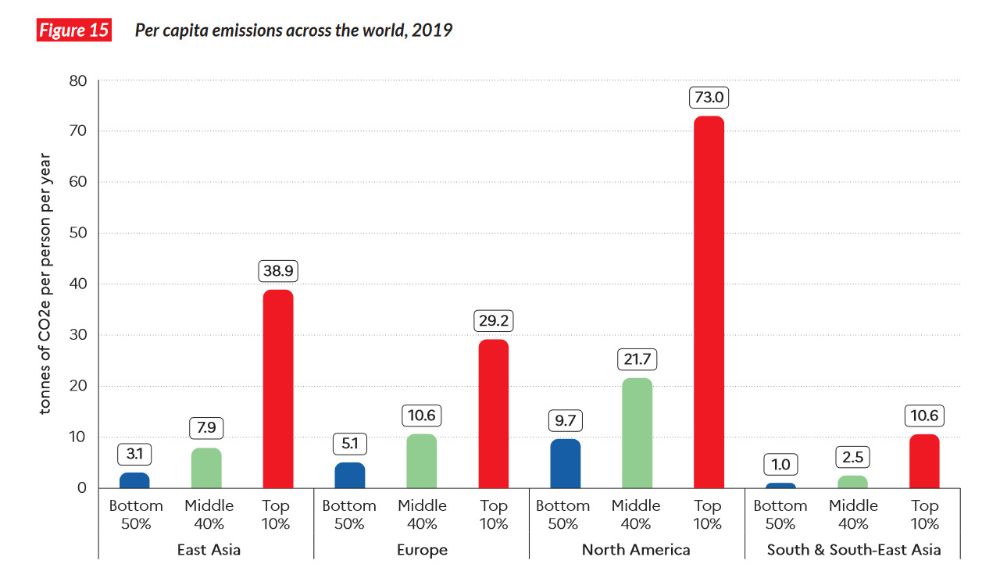 Figure 15 Per capita emissions across the world, 2019
tonnes of CO2e per person per year
80
70
60
50
40
30
20
10
0
3.1
7.9
38.9
5.1
10.6
29.2
9.7
21.7
73.0
1.0
2.5
10.6
Bottom 50%
Middle 40%
Top 10%
East Asia
Bottom 50%
Middle 40%
Top 10%
Europe
Bottom 50%
Middle 40%
Top 10%
North America
Bottom 50%
Middle 40%
Top 10%
South & South-East Asia